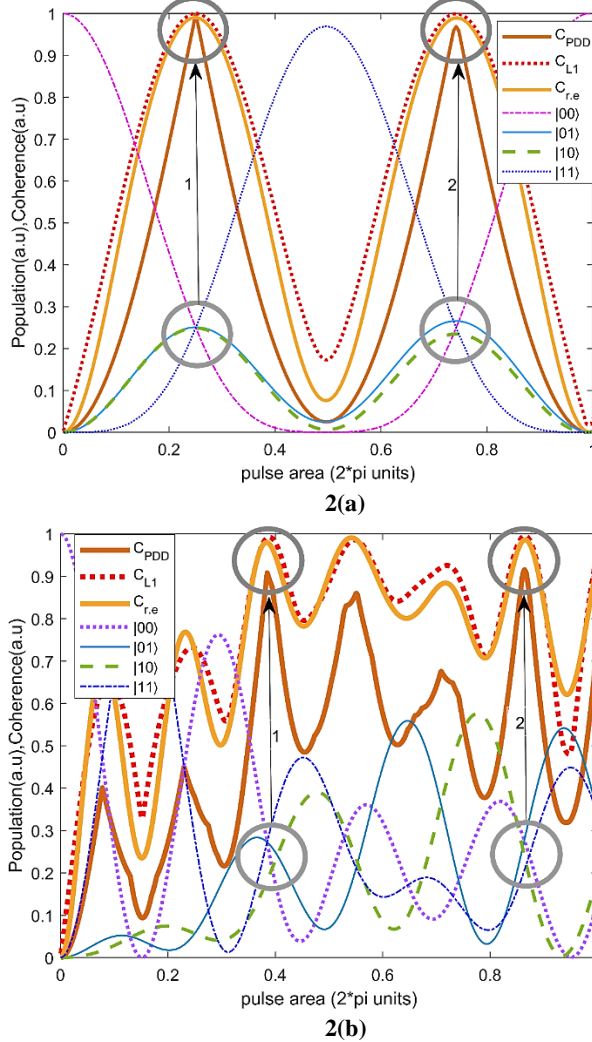 1
0.9
0.8
0.7
0.6
0.5
0.4
0.3
0.2
0.1
0
Population(a.u),Coherence(a.u)
1
2
C_PDD
C_L1
C_r.e
|00⟩
|01⟩
|10⟩
|11⟩
0 0.2 0.4 0.6 0.8 1
pulse area (2*pi units)
2(a)
1
0.9
0.8
0.7
0.6
0.5
0.4
0.3
0.2
0.1
0
Population(a.u),Coherence(a.u)
C_PDD
C_L1
C_r.e
|00⟩
|01⟩
|10⟩
|11⟩
1
2
0 0.2 0.4 0.6 0.8
pulse area (2*pi units)
2(b)